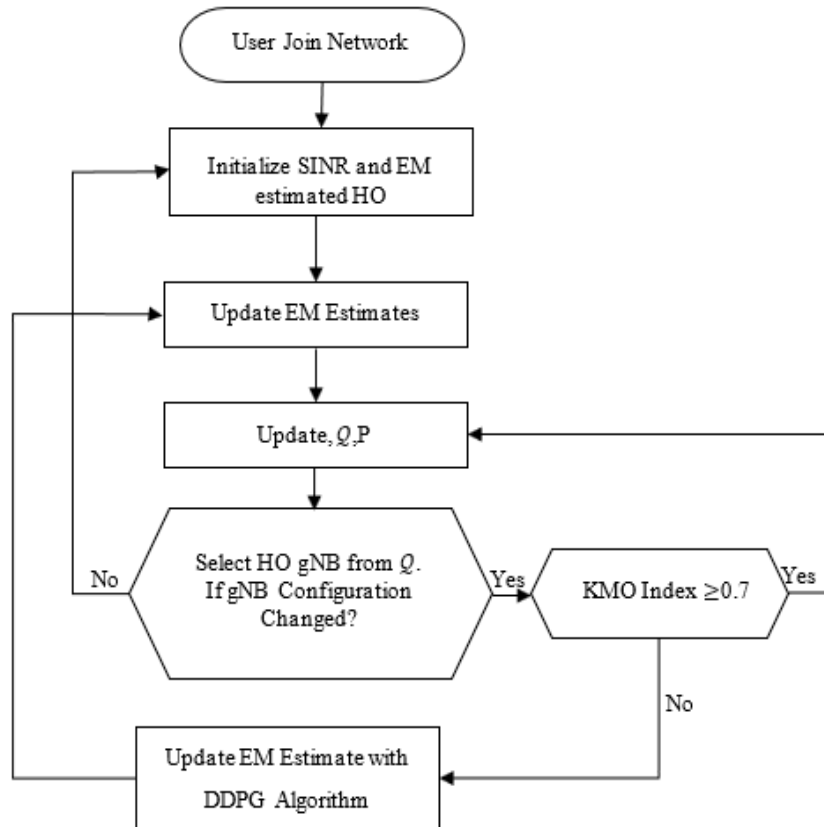 User Join Network
Initialize SINR and EM
estimated HO
Update EM Estimates
Update, Q,P
Select HO gNB from Q.
If gNB Configuration
Changed?
No
Yes
KMO Index ≥0.7
Yes
No
Update EM Estimate with
DDPG Algorithm